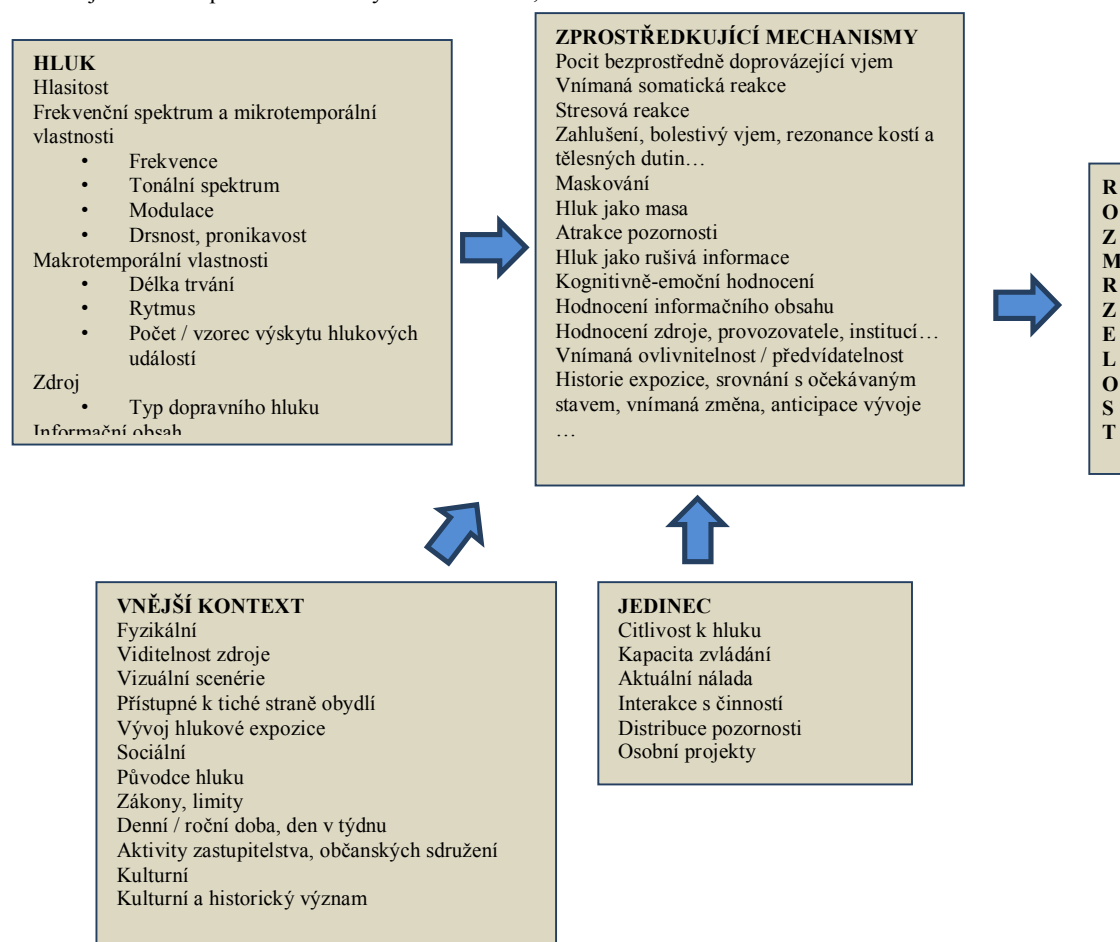 HLUK
Hlasitost
Frekvenční spektrum a mikrotemporální
vlastnosti
• Frekvence
• Tonální spektrum
• Modulace
• Drsnost, pronikavost
Makrotemporální vlastnosti
• Délka trvání
• Rytmus
• Počet / vzorec výskytu hlukových
událostí
Zdroj
• Typ dopravního hluku
Informační obsah
ZPROSTŘEDKUJÍCÍ MECHANISMY
Pocit bezprostředně doprovázející vjem
Vnímaná somatická reakce
Stresová reakce
Zahlušení, bolestivý vjem, rezonance kostí a
tělesných dutin…
Maskování
Hluk jako masa
Atrakce pozornosti
Hluk jako rušivá informace
Kognitivně-emoční hodnocení
Hodnocení informačního obsahu
Hodnocení zdroje, provozovatele, institucí…
Vnímaná ovlivnitelnost / předvídatelnost
Historie expozice, srovnání s očekávaným
stavem, vnímaná změna, anticipace vývoje
…
R
O
Z
M
R
Z
E
L
O
S
T
VNĚJŠÍ KONTEXT
Fyzikální
Viditelnost zdroje
Vizuální scenérie
Přístupné k tiché straně obydlí
Vývoj hlukové expozice
Sociální
Původce hluku
Zákony, limity
Denní / roční doba, den v týdnu
Aktivity zastupitelstva, občanských sdružení
Kulturní
Kulturní a historický význam
JEDINEC
Citlivost k hluku
Kapacita zvládání
Aktuální nálada
Interakce s činností
Distribuce pozornosti
Osobní projekty